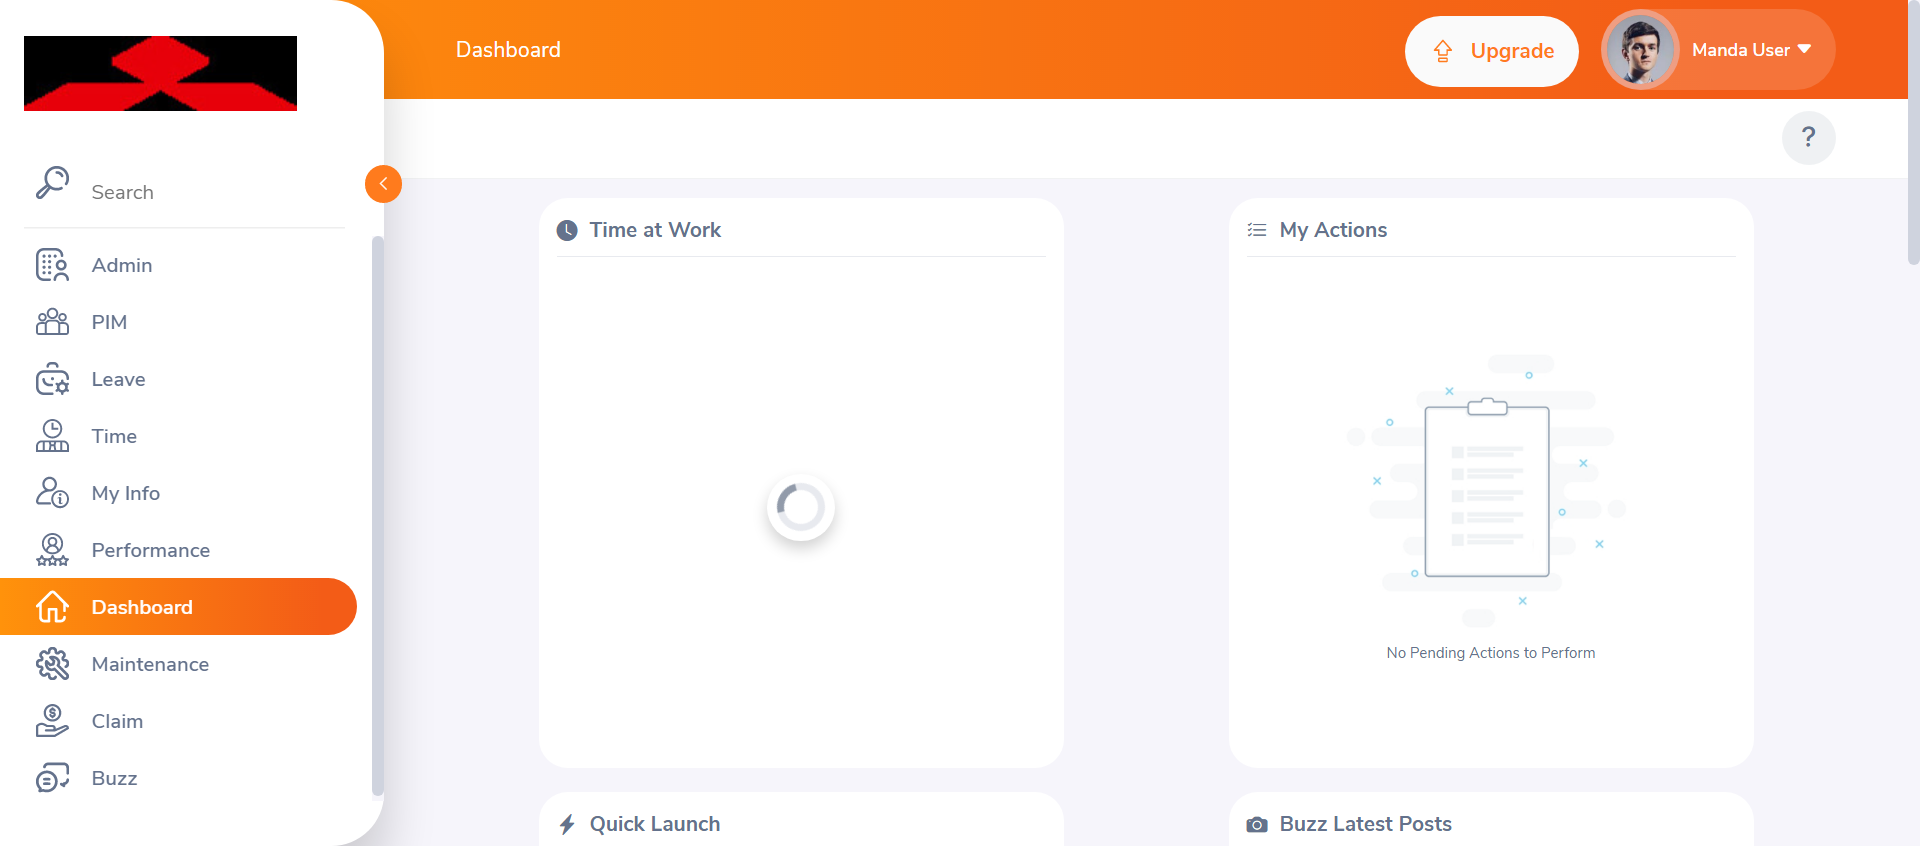 Dashboard
Upgrade
Manda User
?
Search
Admin
PIM
Leave
Time
My Info
Performance
Dashboard
Maintenance
Claim
Buzz
Time at Work
My Actions
No Pending Actions to Perform
Quick Launch
Buzz Latest Posts